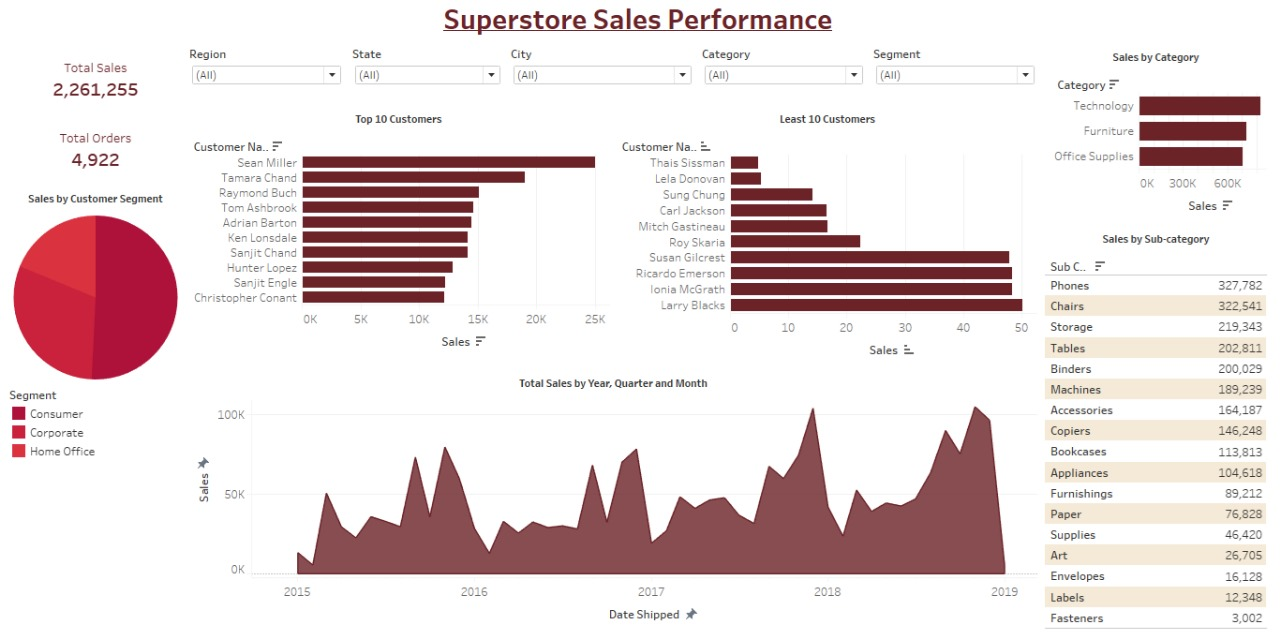 Superstore Sales Performance
Total Sales
2,261,255
Total Orders
4,922
Region
(All)
State
(All)
City
(All)
Category
(All)
Segment
(All)
Sales by Category
Category
Technology
Furniture
Office Supplies
0K 300K 600K
Sales
Top 10 Customers
Customer Na..
Sean Miller
Tamara Chand
Raymond Buch
Tom Ashbrook
Adrian Barton
Ken Lonsdale
Sanjit Chand
Hunter Lopez
Sanjit Engle
Christopher Conant
0K 5K 10K 15K 20K 25K
Sales
Least 10 Customers
Customer Na..
Thais Sissman
Lela Donovan
Sung Chung
Carl Jackson
Mitch Gastineau
Roy Skaria
Susan Gilcrest
Ricardo Emerson
Ionia McGrath
Larry Blacks
0 10 20 30 40 50
Sales
Sales by Customer Segment
Segment
Consumer
Corporate
Home Office
Total Sales by Year, Quarter and Month
100K
50K
0K
Sales
2015 2016 2017 2018 2019
Date Shipped
Sales by Sub-category
Sub C..
Phones 327,782
Chairs 322,541
Storage 219,343
Tables 202,811
Binders 200,029
Machines 189,239
Accessories 164,187
Copiers 146,248
Bookcases 113,813
Appliances 104,618
Furnishings 89,212
Paper 76,828
Supplies 46,420
Art 26,705
Envelopes 16,128
Labels 12,348
Fasteners 3,002